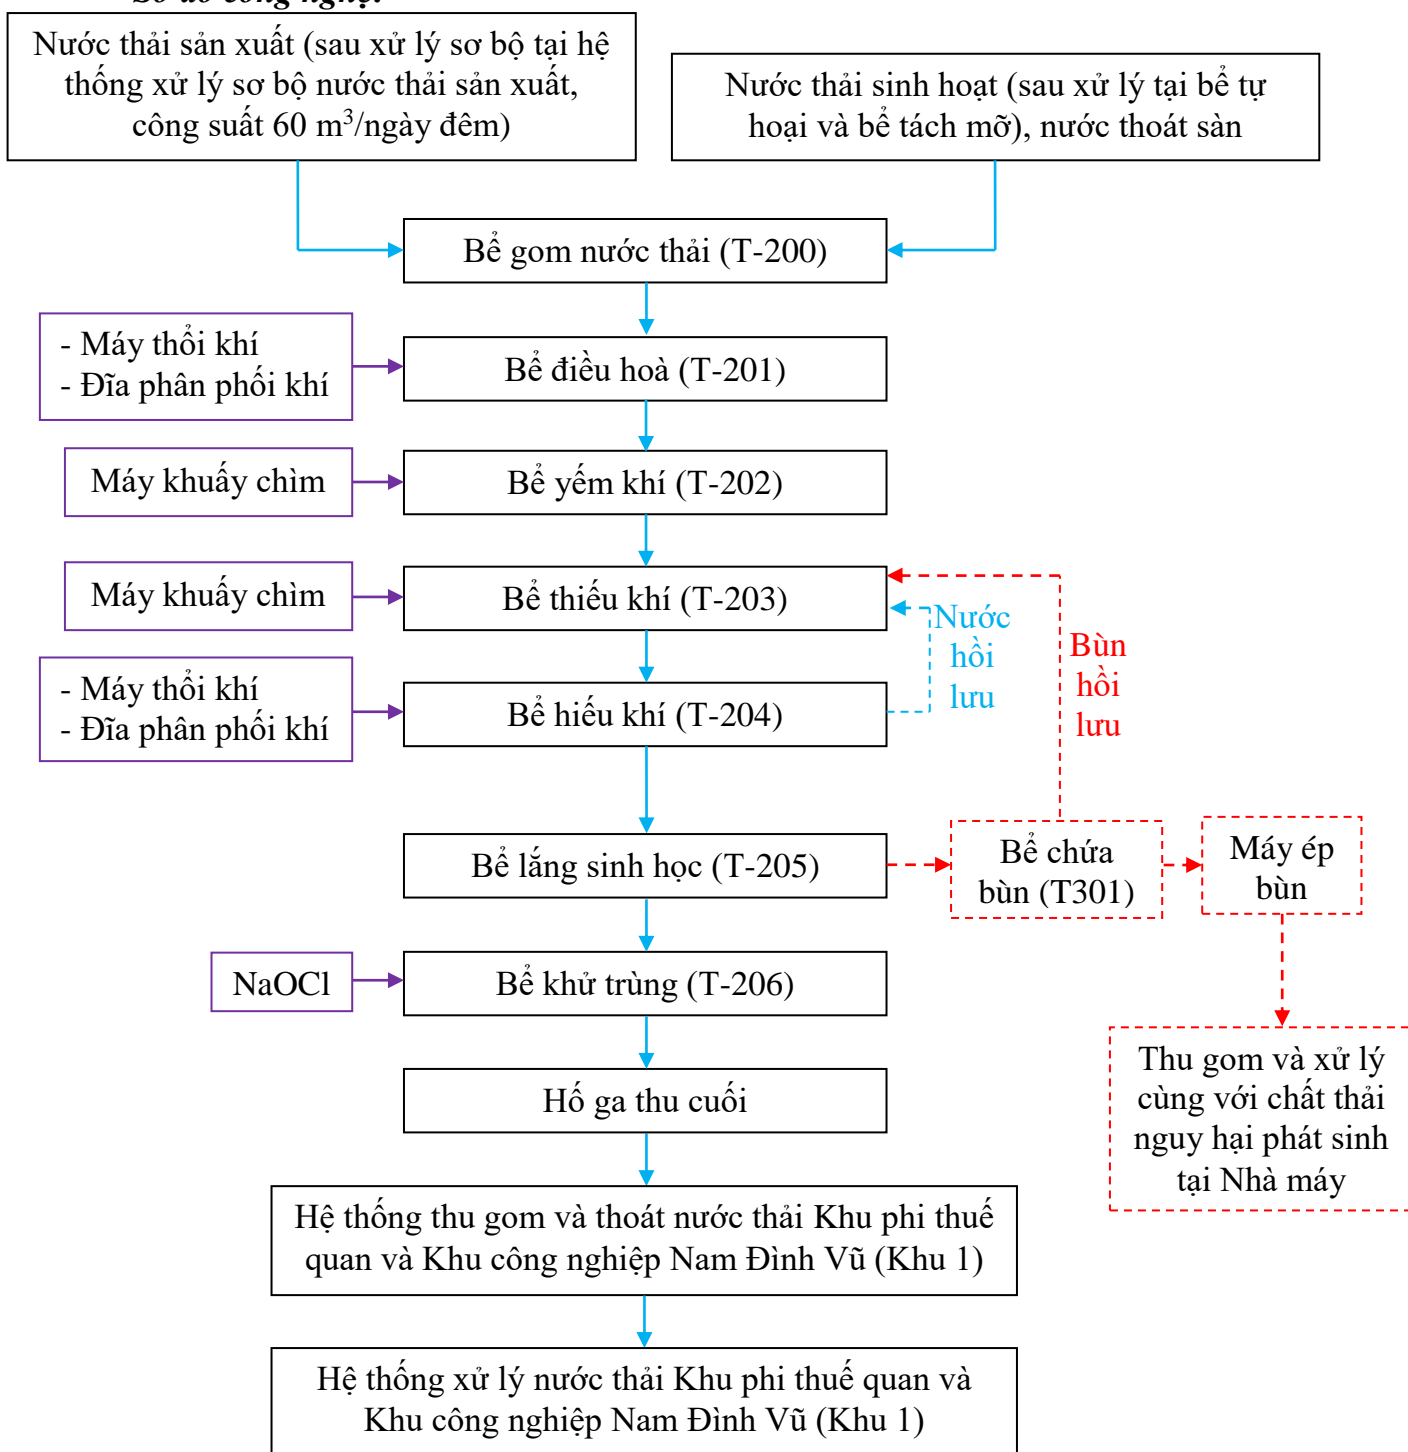 Sơ đồ công nghệ:
Nước thải sản xuất (sau xử lý sơ bộ tại hệ
thống xử lý sơ bộ nước thải sản xuất,
công suất 60 m³/ngày đêm)
Nước thải sinh hoạt (sau xử lý tại bể tự
hoại và bể tách mỡ), nước thoát sàn
Bể gom nước thải (T-200)
- Máy thổi khí
- Đĩa phân phối khí
Bể điều hoà (T-201)
Máy khuấy chìm
Bể yếm khí (T-202)
Máy khuấy chìm
Bể thiếu khí (T-203)
Nước
hồi
lưu
Bùn
hồi
lưu
- Máy thổi khí
- Đĩa phân phối khí
Bể hiếu khí (T-204)
Bể lắng sinh học (T-205)
Bể chứa
bùn (T301)
Máy ép
bùn
NaOCl
Bể khử trùng (T-206)
Hố ga thu cuối
Thu gom và xử lý
cùng với chất thải
nguy hại phát sinh
tại Nhà máy
Hệ thống thu gom và thoát nước thải Khu phi thuế
quan và Khu công nghiệp Nam Đình Vũ (Khu 1)
Hệ thống xử lý nước thải Khu phi thuế quan và
Khu công nghiệp Nam Đình Vũ (Khu 1)